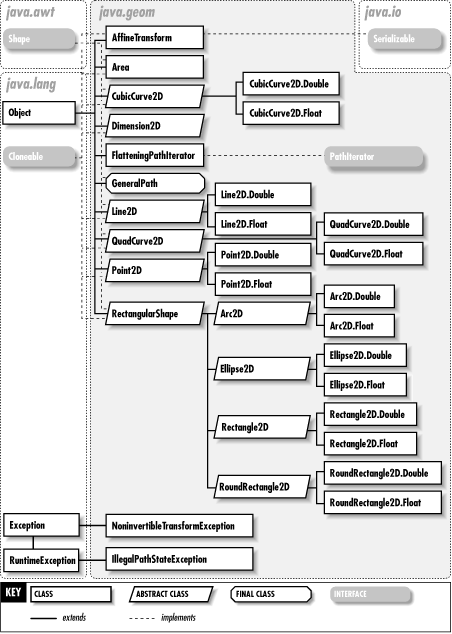 java.awt
java.geom
java.io
Shape
AffineTransform
Serializable
Area
java.lang
CubicCurve2D
CubicCurve2D.Double
Object
CubicCurve2D.Float
Dimension2D
Cloneable
FlatteningPathIterator
PathIterator
GeneralPath
Line2D
Line2D.Double
Line2D.Float
QuadCurve2D
QuadCurve2D.Double
QuadCurve2D.Float
Point2D
Point2D.Double
Point2D.Float
RectangularShape
Arc2D
Arc2D.Double
Arc2D.Float
Ellipse2D
Ellipse2D.Double
Ellipse2D.Float
Rectangle2D
Rectangle2D.Double
Rectangle2D.Float
RoundRectangle2D
RoundRectangle2D.Double
RoundRectangle2D.Float
Exception
NoninvertibleTransformException
RuntimeException
IllegalPathStateException
KEY
CLASS
ABSTRACT CLASS
FINAL CLASS
INTERFACE
extends
implements